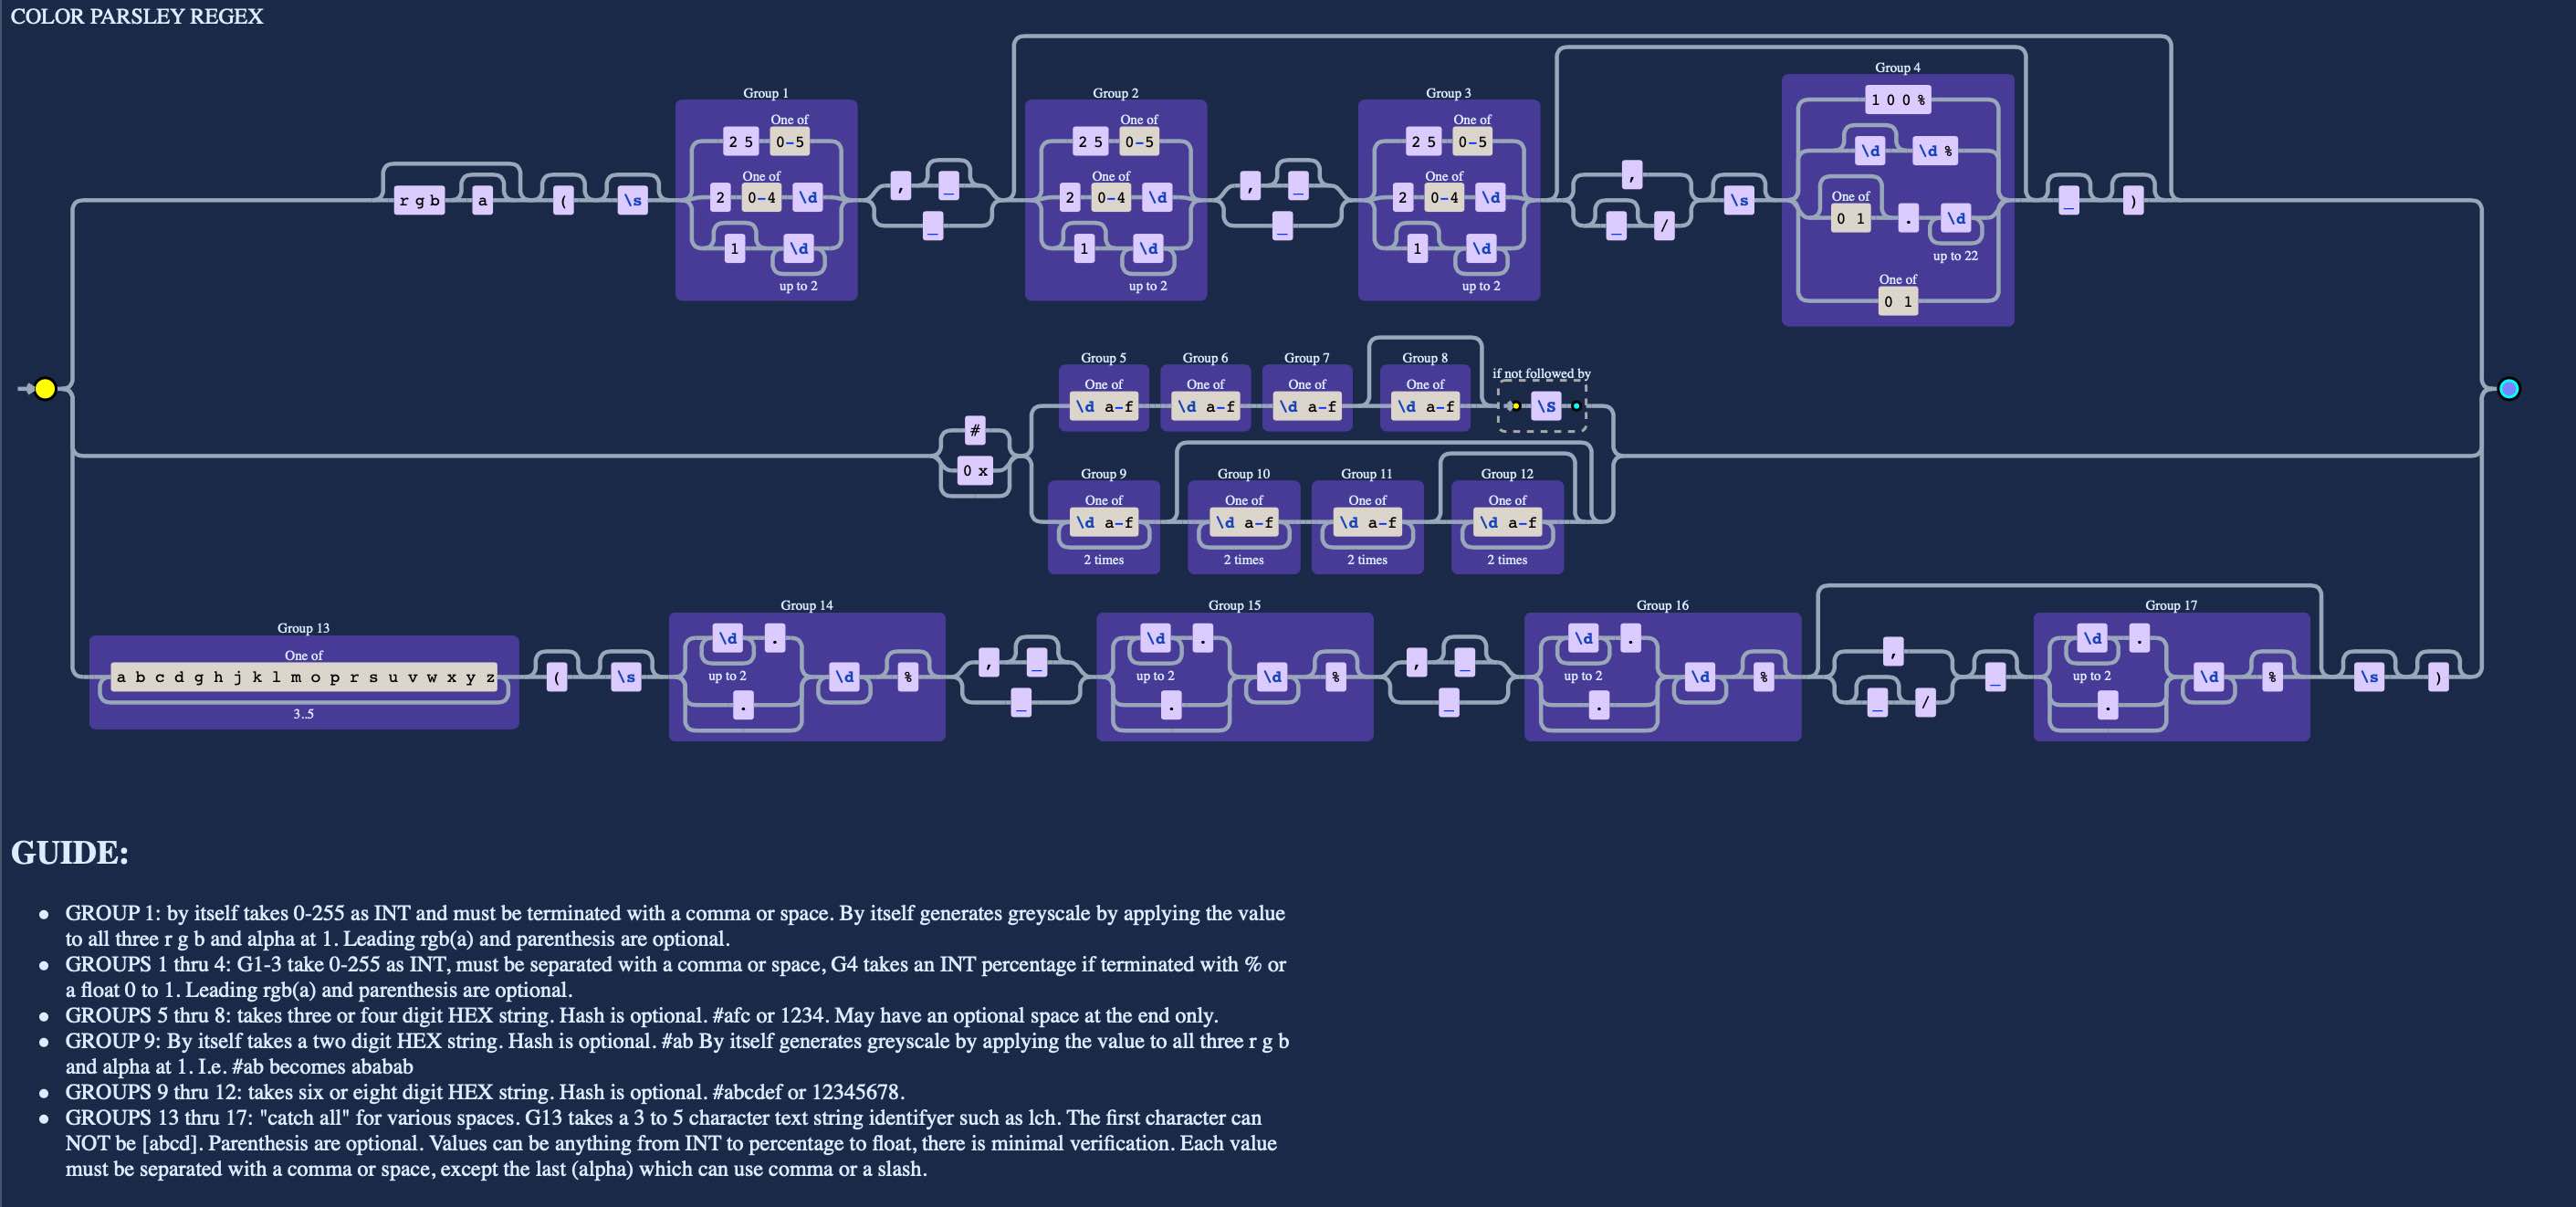 COLOR PARSLEY REGEX
Group 1
Group 2
Group 3
Group 4
One of
2 5 0-5
One of
2 0-4 \d
1 \d
up to 2
One of
2 5 0-5
One of
2 0-4 \d
1 \d
up to 2
One of
2 5 0-5
One of
2 0-4 \d
1 \d
up to 2
1 0 0 %
\d \d %
One of
0 1 . \d
up to 22
One of
0 1
r g b a ( \s
, _
_
, _
_
,
_ /
\s
_ )
Group 5 Group 6 Group 7 Group 8
if not followed by
One of One of One of One of
\d a-f \d a-f \d a-f \d a-f \S
#
0 x
Group 9 Group 10 Group 11 Group 12
One of One of One of One of
\d a-f \d a-f \d a-f \d a-f
2 times 2 times 2 times 2 times
Group 13
One of
a b c d g h j k l m o p r s u v w x y z
3..5
( \s
Group 14
\d .
up to 2
.
\d %
, _
_
Group 15
\d .
up to 2
.
\d %
, _
_
Group 16
\d .
up to 2
.
\d %
,
_ /
_
Group 17
\d .
up to 2
.
\d %
\s )
GUIDE:
• GROUP 1: by itself takes 0-255 as INT and must be terminated with a comma or space. By itself generates greyscale by applying the value
to all three r g b and alpha at 1. Leading rgb(a) and parenthesis are optional.
• GROUPS 1 thru 4: G1-3 take 0-255 as INT, must be separated with a comma or space, G4 takes an INT percentage if terminated with % or
a float 0 to 1. Leading rgb(a) and parenthesis are optional.
• GROUPS 5 thru 8: takes three or four digit HEX string. Hash is optional. #afc or 1234. May have an optional space at the end only.
• GROUP 9: By itself takes a two digit HEX string. Hash is optional. #ab By itself generates greyscale by applying the value to all three r g b
and alpha at 1. I.e. #ab becomes ababab
• GROUPS 9 thru 12: takes six or eight digit HEX string. Hash is optional. #abcdef or 12345678.
• GROUPS 13 thru 17: "catch all" for various spaces. G13 takes a 3 to 5 character text string identifyer such as lch. The first character can
NOT be [abcd]. Parenthesis are optional. Values can be anything from INT to percentage to float, there is minimal verification. Each value
must be separated with a comma or space, except the last (alpha) which can use comma or a slash.